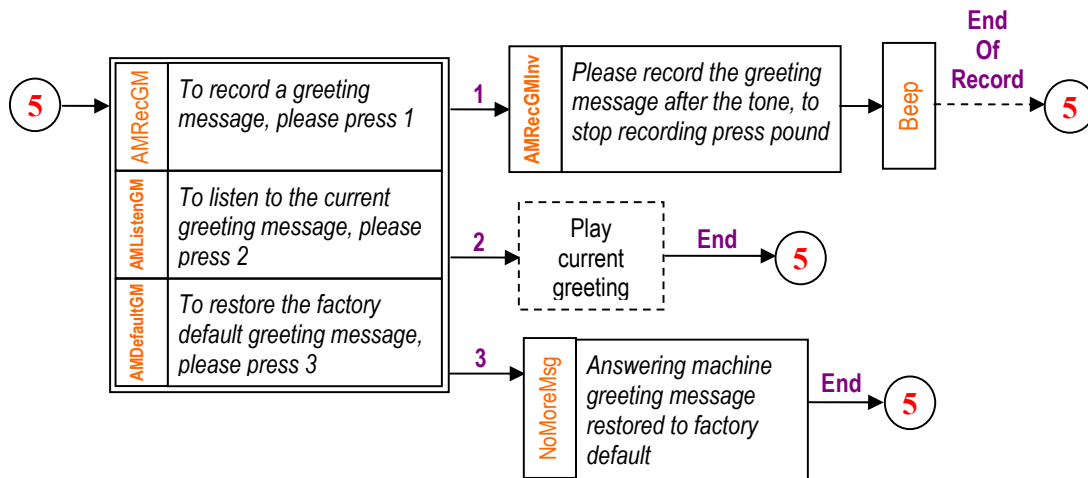 5
AMRecGM
To record a greeting
message, please press 1
AMListenGM
To listen to the current
greeting message, please
press 2
AMDefaultGM
To restore the factory
default greeting message,
please press 3
1
AMRecGMInv
Please record the greeting
message after the tone, to
stop recording press pound
Beep
End
Of
Record
5
2
Play
current
greeting
End
5
3
NoMoreMsg
Answering machine
greeting message
restored to factory
default
End
5